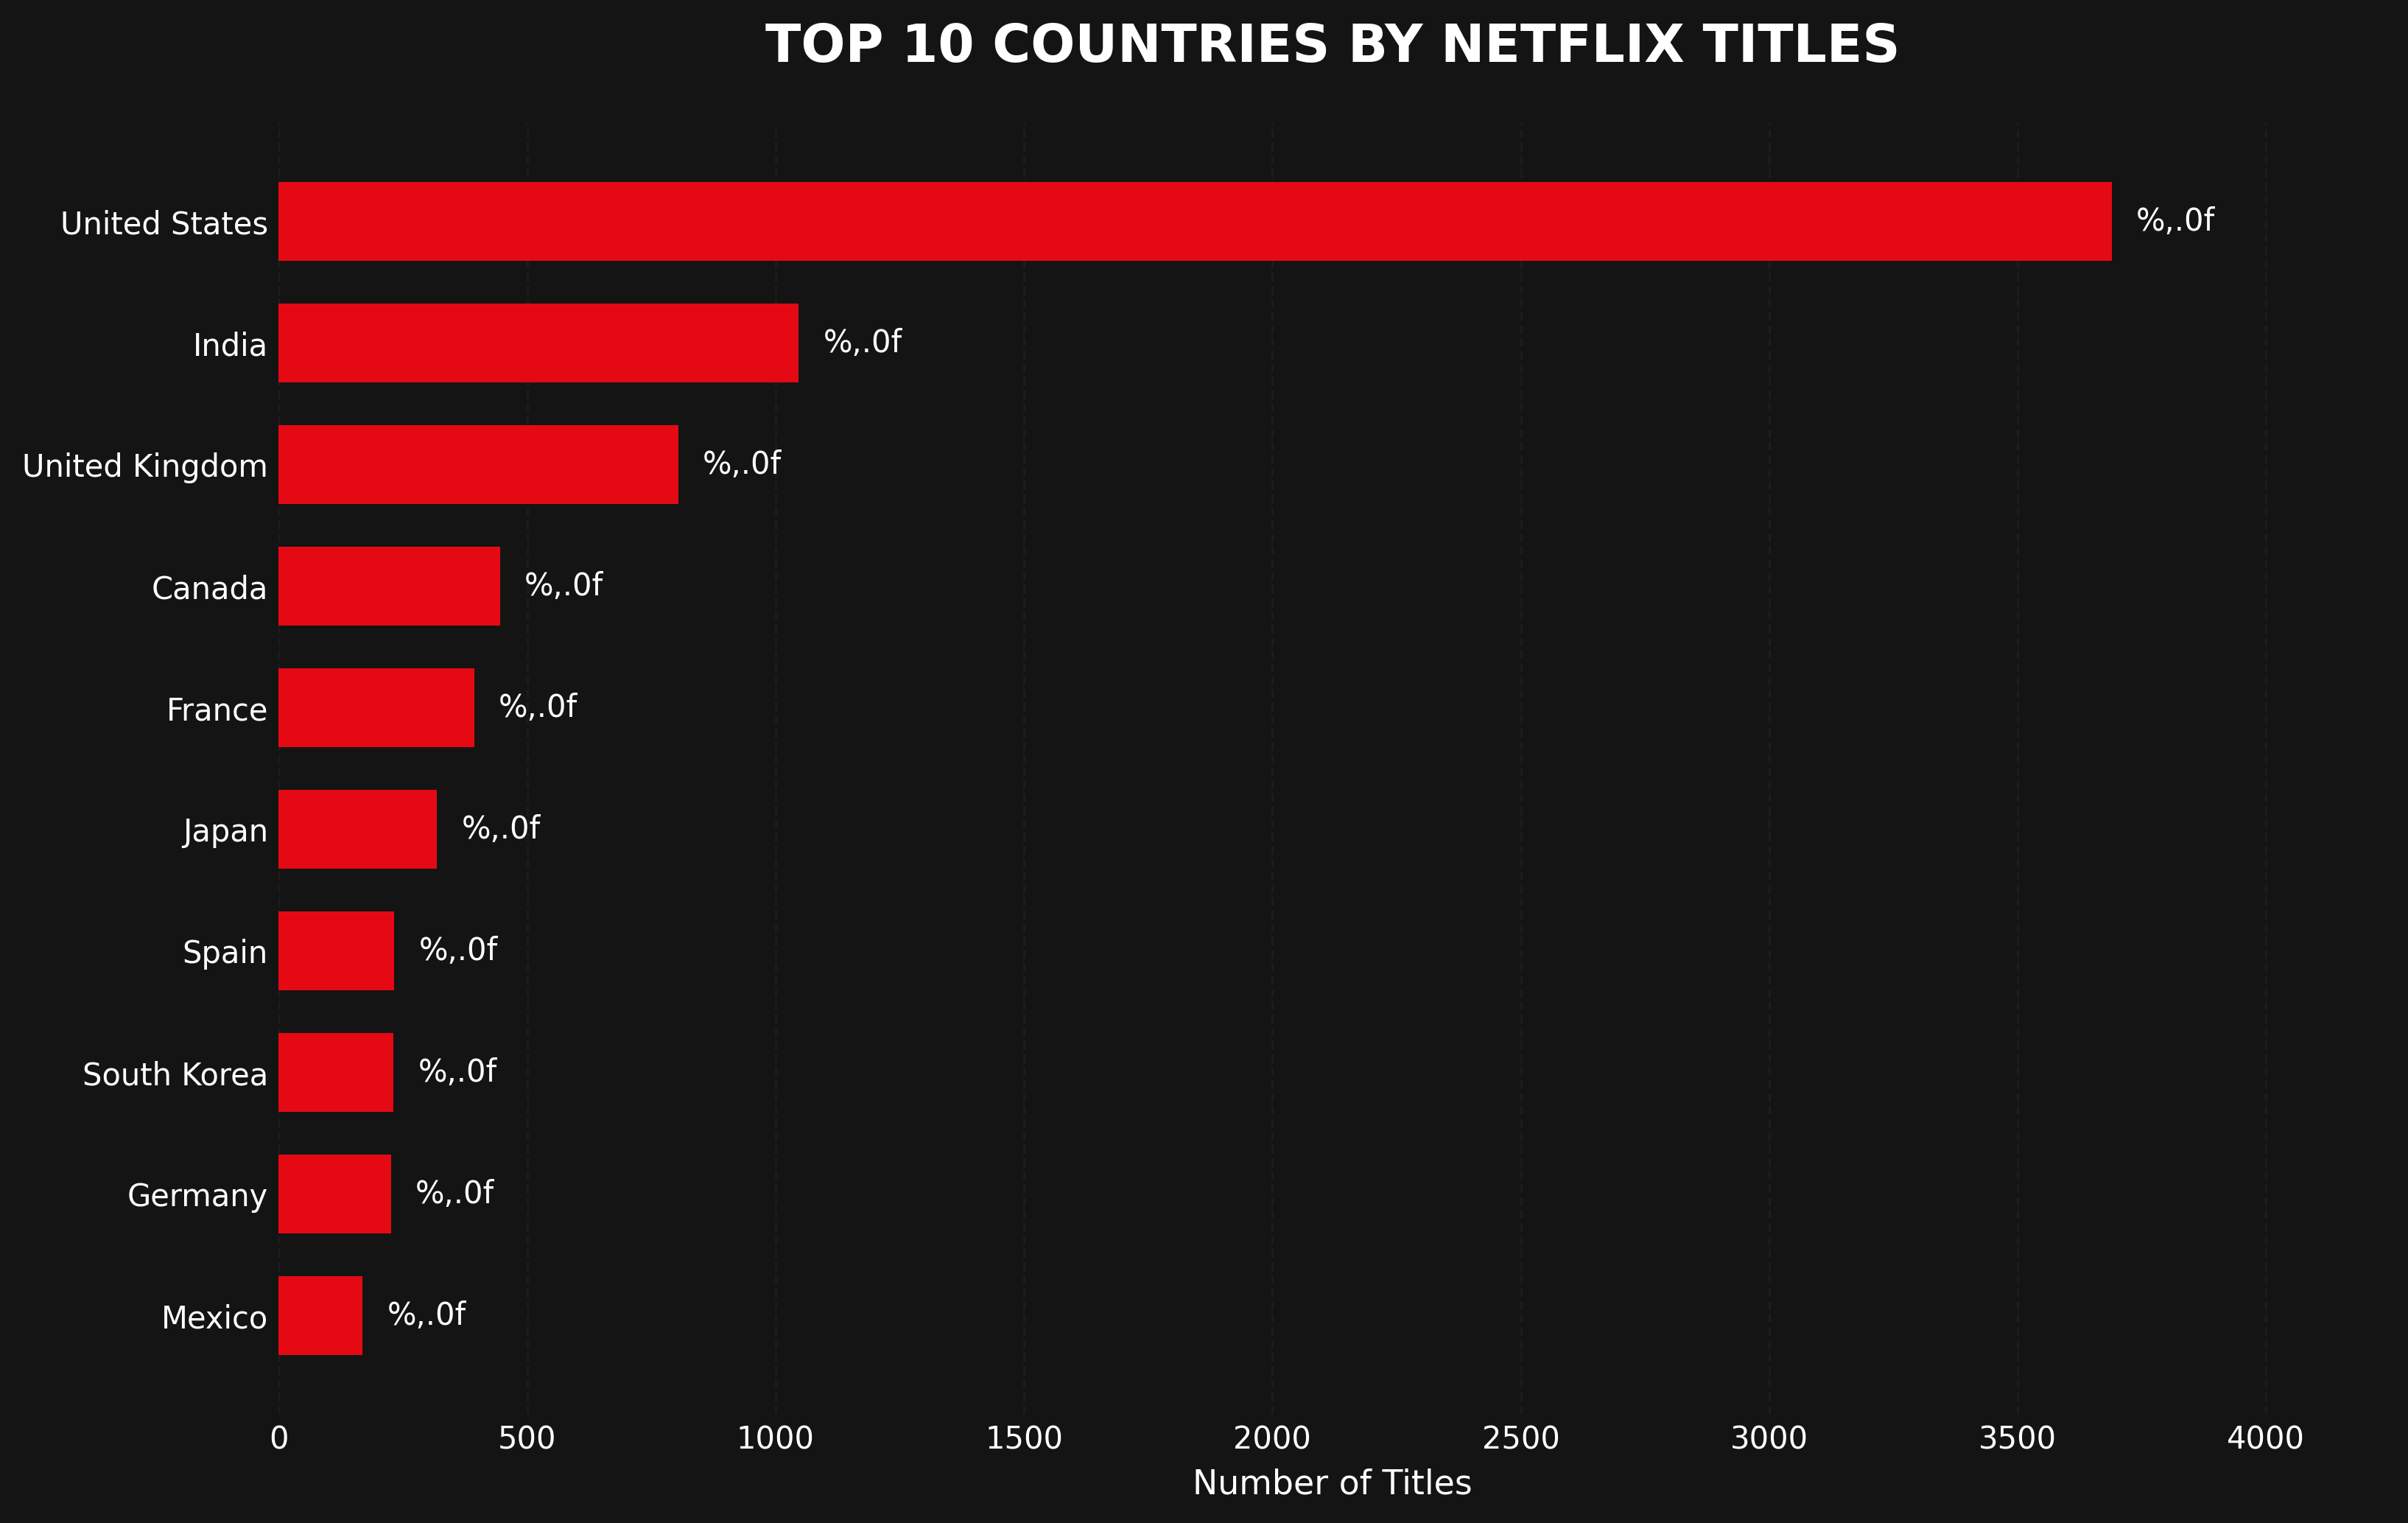 TOP 10 COUNTRIES BY NETFLIX TITLES
United States %,.0f
India %,.0f
United Kingdom %,.0f
Canada %,.0f
France %,.0f
Japan %,.0f
Spain %,.0f
South Korea %,.0f
Germany %,.0f
Mexico %,.0f
0 500 1000 1500 2000 2500 3000 3500 4000
Number of Titles